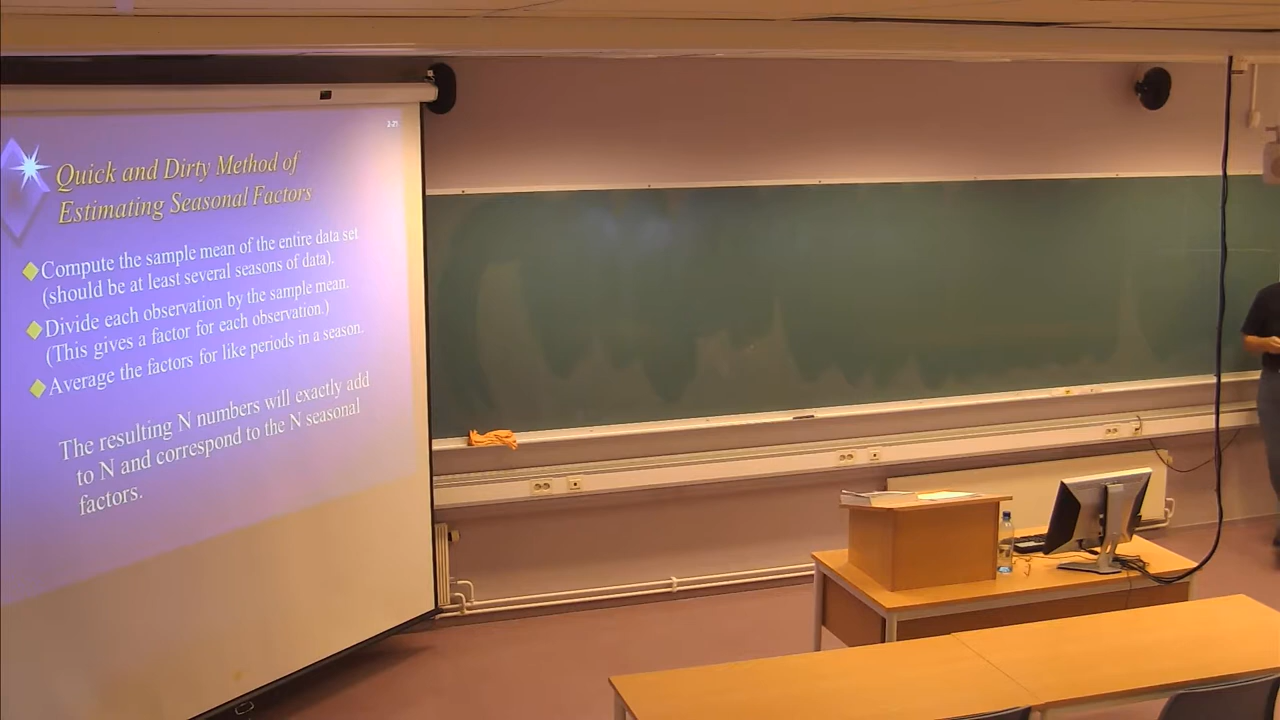 2-21
Quick and Dirty Method of
Estimating Seasonal Factors
Compute the sample mean of the entire data set
(should be at least several seasons of data).
Divide each observation by the sample mean.
(This gives a factor for each observation.)
Average the factors for like periods in a season.
The resulting N numbers will exactly add
to N and correspond to the N seasonal
factors.